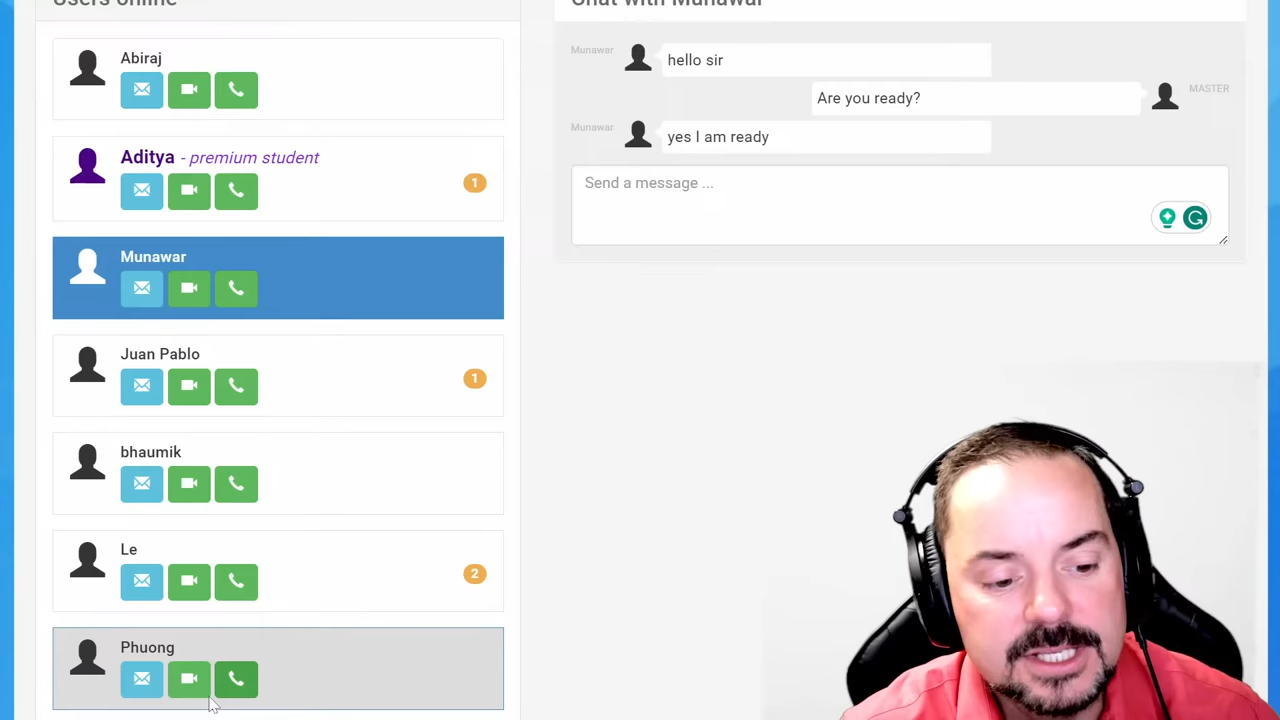 Users online
Abiraj
Aditya - premium student
1
Munawar
Juan Pablo
1
bhaumik
Le
2
Phuong
Chat with Munawar
Munawar
hello sir
Are you ready?
MASTER
Munawar
yes I am ready
Send a message ...